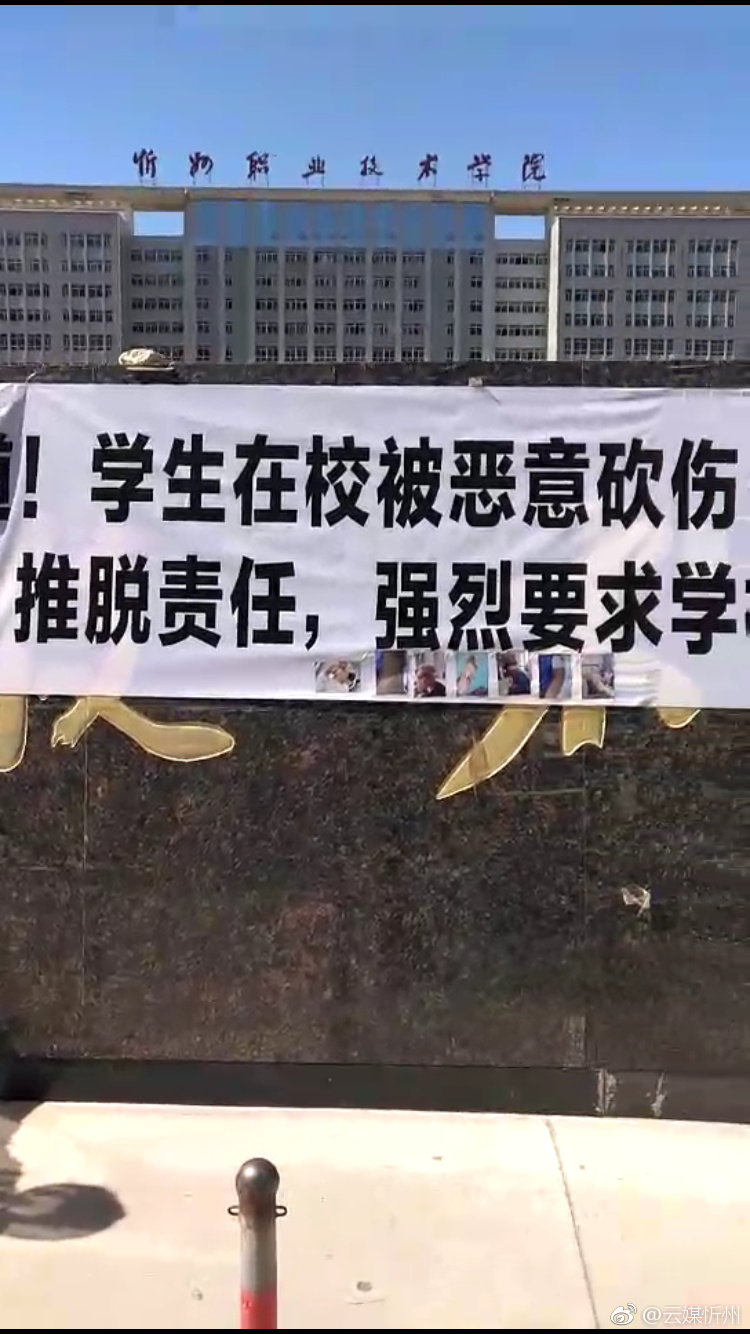 忻州职业技术学院
！学生在校被恶意砍伤
推脱责任，强烈要求学
@云媒忻州